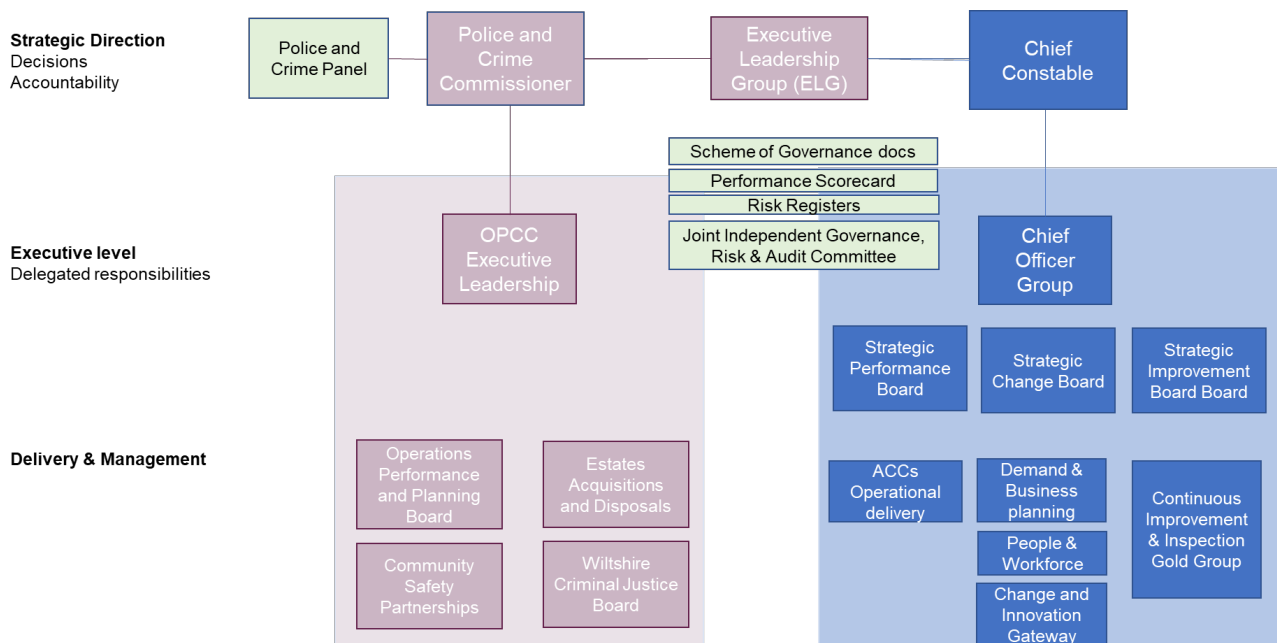 Strategic Direction
Decisions
Accountability
Police and
Crime Panel
Police and
Crime
Commissioner
Executive
Leadership
Group (ELG)
Chief
Constable
Scheme of Governance docs
Performance Scorecard
Risk Registers
Joint Independent Governance,
Risk & Audit Committee
Executive level
Delegated responsibilities
OPCC
Executive
Leadership
Chief
Officer
Group
Strategic
Performance
Board
Strategic
Change Board
Strategic
Improvement
Board Board
Delivery & Management
Operations
Performance
and Planning
Board
Estates
Acquisitions
and Disposals
Community
Safety
Partnerships
Wiltshire
Criminal Justice
Board
ACCs
Operational
delivery
Demand &
Business
planning
People &
Workforce
Change and
Innovation
Gateway
Continuous
Improvement
& Inspection
Gold Group